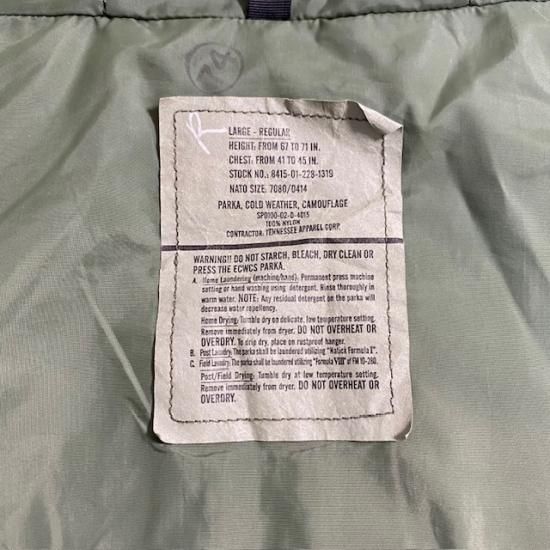 24
R
LARGE - REGULAR
HEIGHT: FROM 67 TO 71 IN.
CHEST: FROM 41 TO 45 IN.
STOCK NO.: 8415-01-228-1319
NATO SIZE: 7080/0414
PARKA, COLD WEATHER, CAMOUFLAGE
SPO100-02-D-4015
100% NYLON
CONTRACTOR: TENNESSEE APPAREL CORP.
WARNING!! DO NOT STARCH, BLEACH, DRY CLEAN OR
PRESS THE ECWCS PARKA.
A. Home Laundering (machine/hand): Permanent press machine
setting or hand washing using detergent. Rinse thoroughly in
warm water. NOTE: Any residual detergent on the parka will
decrease water repellency.
Home Drying: Tumble dry on delicate, low temperature setting.
Remove immediately from dryer. DO NOT OVERHEAT OR
OVERDRY. To drip dry, place on rustproof hanger.
B. Post Laundry: The parka shall be laundered utilizing "Natick Formula I".
C. Field Laundry: The parka shall be laundered utilizing "Formula VIII" of FM 10-280.
Post/Field Drying: Tumble dry at low temperature setting.
Remove immediately from dryer. DO NOT OVERHEAT OR
OVERDRY.